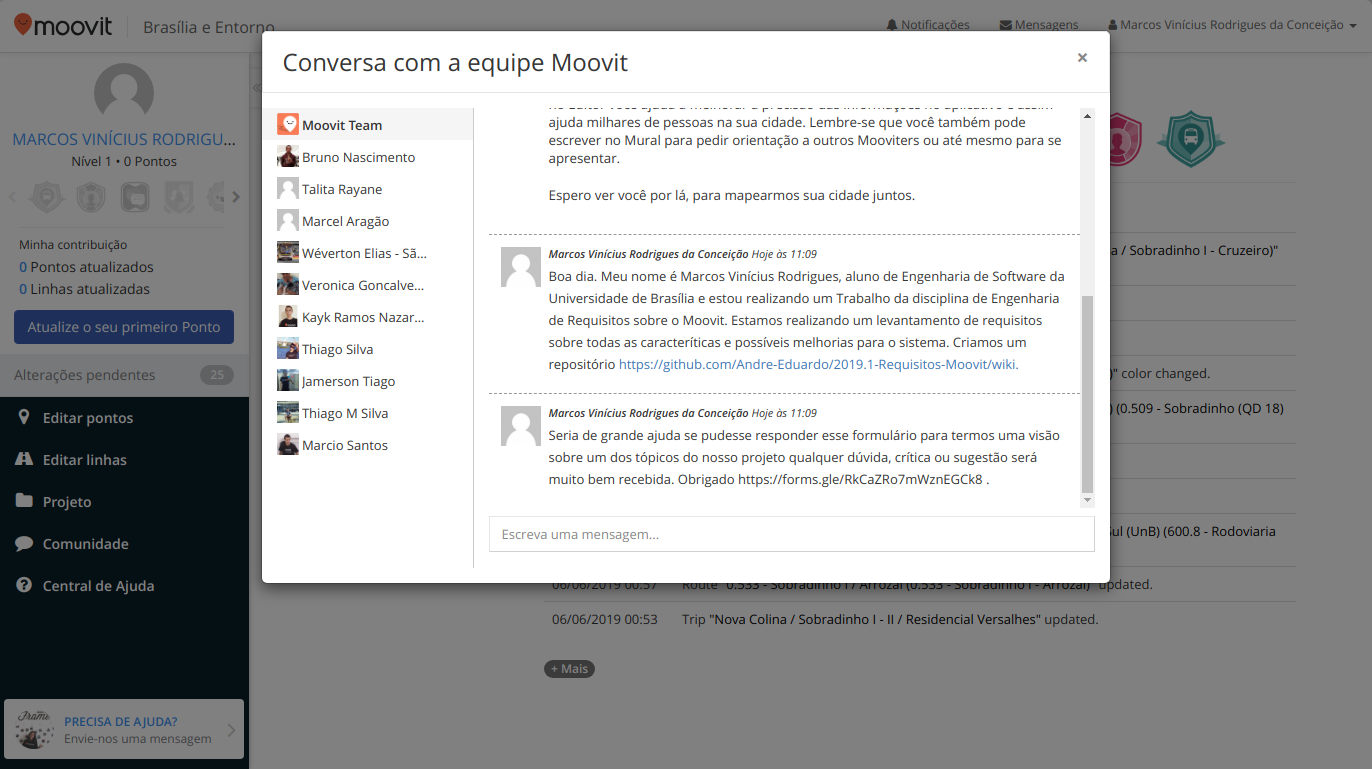 moovit
Brasília e Entorno
Notificações
Mensagens
Marcos Vinícius Rodrigues da Conceição
MARCOS VINÍCIUS RODRIGU...
Nível 1 • 0 Pontos
Minha contribuição
0 Pontos atualizados
0 Linhas atualizadas
Atualize o seu primeiro Ponto
Alterações pendentes
25
Editar pontos
Editar linhas
Projeto
Comunidade
Central de Ajuda
PRECISA DE AJUDA?
Envie-nos uma mensagem
Conversa com a equipe Moovit
×
Moovit Team
Bruno Nascimento
Talita Rayane
Marcel Aragão
Wéverton Elias - Sã...
Veronica Goncalve...
Kayk Ramos Nazar...
Thiago Silva
Jamerson Tiago
Thiago M Silva
Marcio Santos
no Editor você ajuda a melhorar a precisão das informações no aplicativo e assim
ajuda milhares de pessoas na sua cidade. Lembre-se que você também pode
escrever no Mural para pedir orientação a outros Mooviters ou até mesmo para se
apresentar.
Espero ver você por lá, para mapearmos sua cidade juntos.
Marcos Vinícius Rodrigues da Conceição Hoje às 11:09
Boa dia. Meu nome é Marcos Vinícius Rodrigues, aluno de Engenharia de Software da
Universidade de Brasília e estou realizando um Trabalho da disciplina de Engenharia
de Requisitos sobre o Moovit. Estamos realizando um levantamento de requisitos
sobre todas as caracteríticas e possíveis melhorias para o sistema. Criamos um
repositório https://github.com/Andre-Eduardo/2019.1-Requisitos-Moovit/wiki.
Marcos Vinícius Rodrigues da Conceição Hoje às 11:09
Seria de grande ajuda se pudesse responder esse formulário para termos uma visão
sobre um dos tópicos do nosso projeto qualquer dúvida, crítica ou sugestão será
muito bem recebida. Obrigado https://forms.gle/RkCaZRo7mWznEGCk8 .
Escreva uma mensagem...
a / Sobradinho I - Cruzeiro)"
)" color changed.
) (0.509 - Sobradinho (QD 18)
ul (UnB) (600.8 - Rodoviaria
06/06/2019 00:57 Route "0.533 - Sobradinho I / Arrozal (0.533 - Sobradinho I - Arrozal)" updated.
06/06/2019 00:53 Trip "Nova Colina / Sobradinho I - II / Residencial Versalhes" updated.
+ Mais